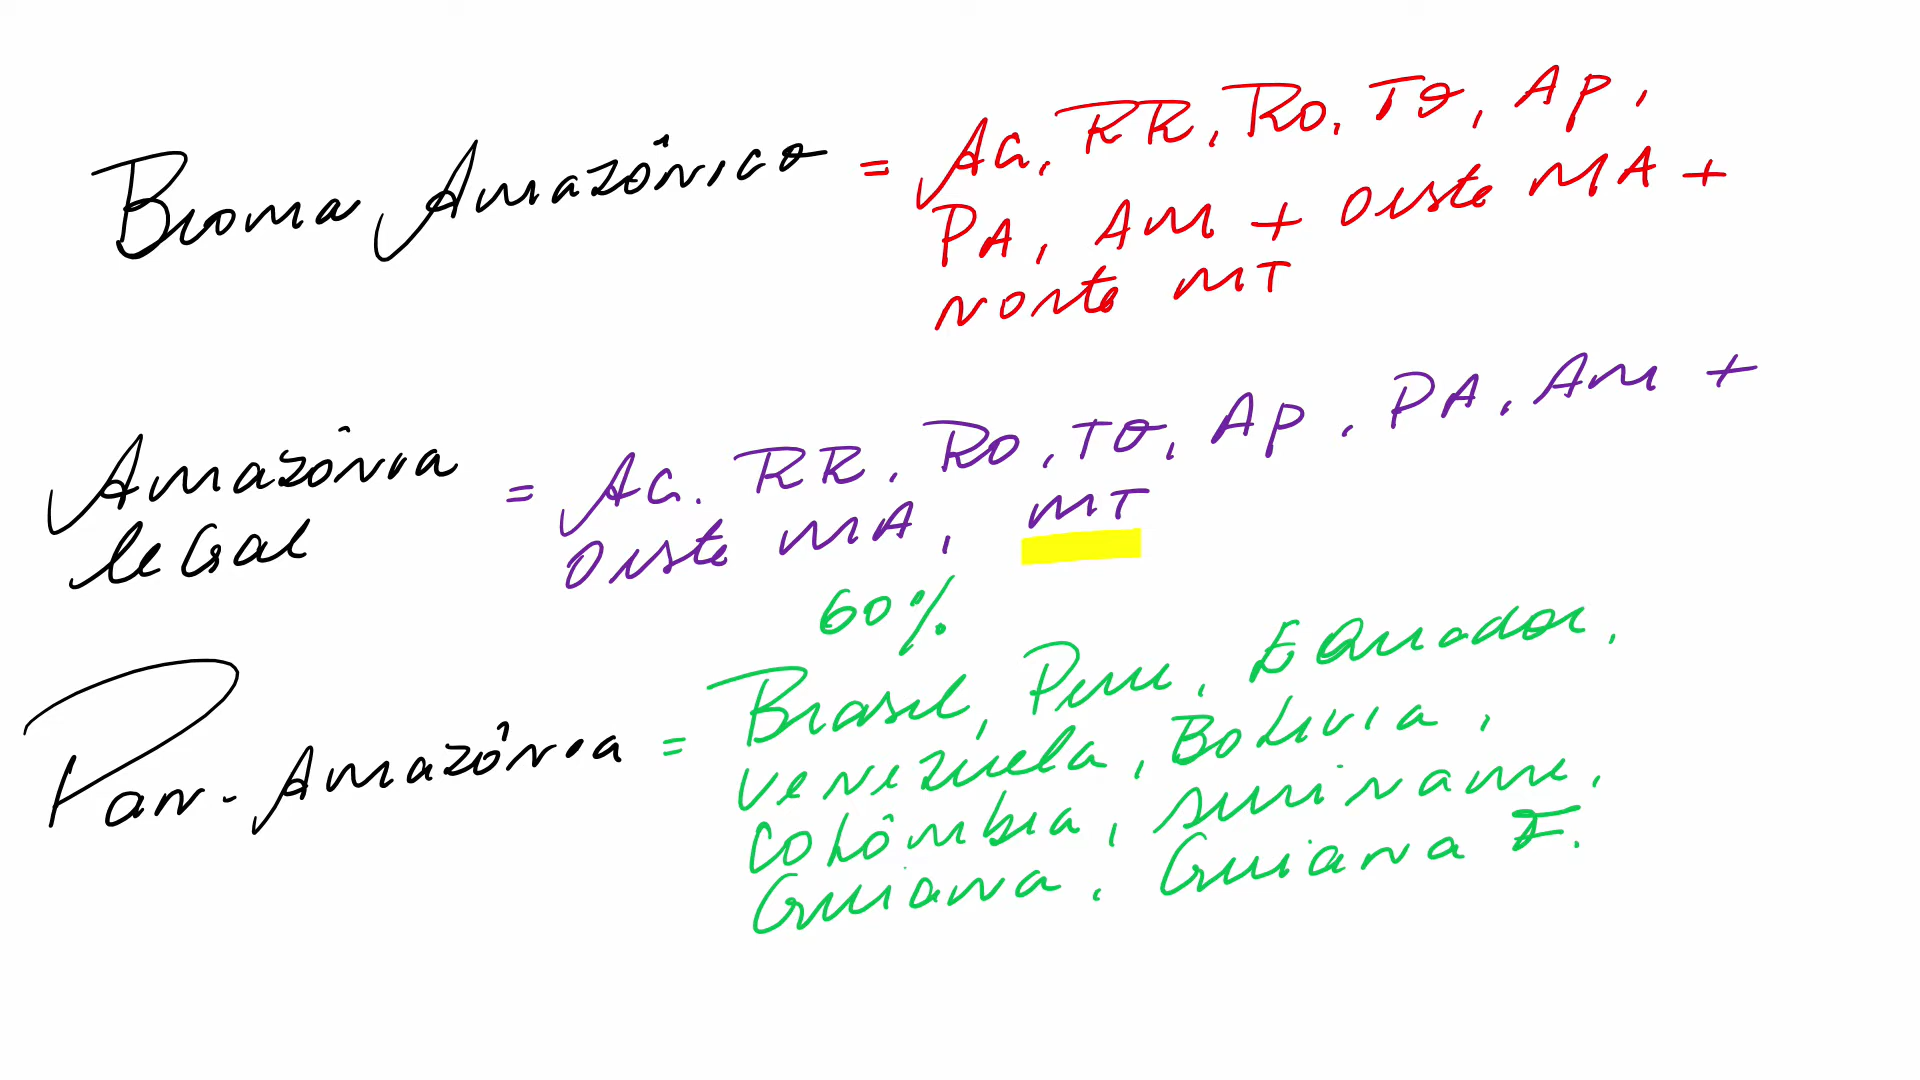 Bioma Amazônico = AC, RR, RO, TO, AP,
PA, AM + oeste MA +
norte MT
Amazônia = AC. RR, RO, TO, AP, PA, AM +
legal oeste MA, MT
60%
Pan-Amazônia = Brasil, Peru, Equador,
Venezuela, Bolívia,
Colômbia, Suriname,
Guiana, Guiana F.